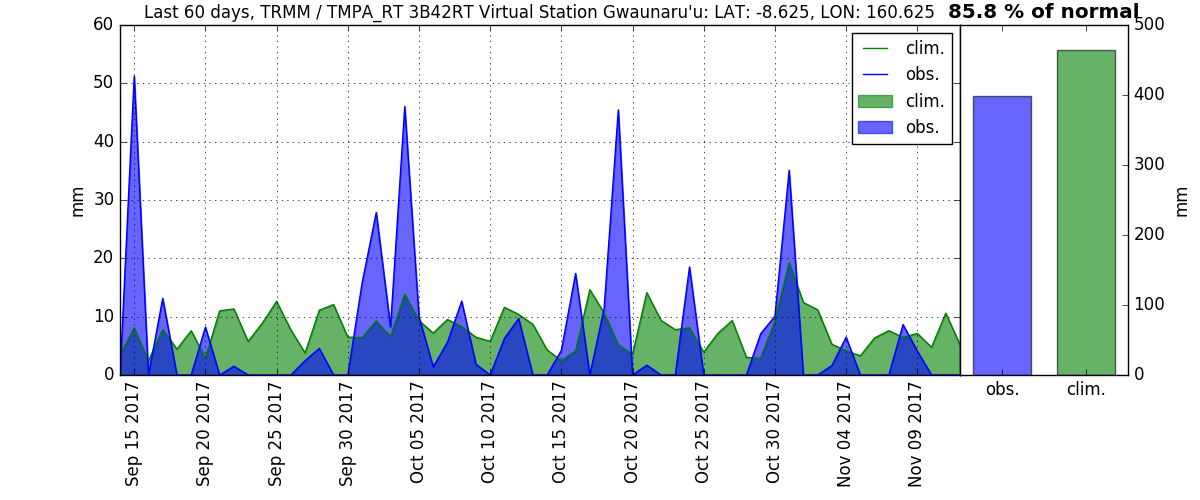 Last 60 days, TRMM / TMPA_RT 3B42RT Virtual Station Gwaunaru'u: LAT: -8.625, LON: 160.625 85.8 % of normal
60
50
40
30
20
10
0
mm
clim.
obs.
clim.
obs.
Sep 15 2017
Sep 20 2017
Sep 25 2017
Sep 30 2017
Oct 05 2017
Oct 10 2017
Oct 15 2017
Oct 20 2017
Oct 25 2017
Oct 30 2017
Nov 04 2017
Nov 09 2017
500
400
300
200
100
0
mm
obs.
clim.